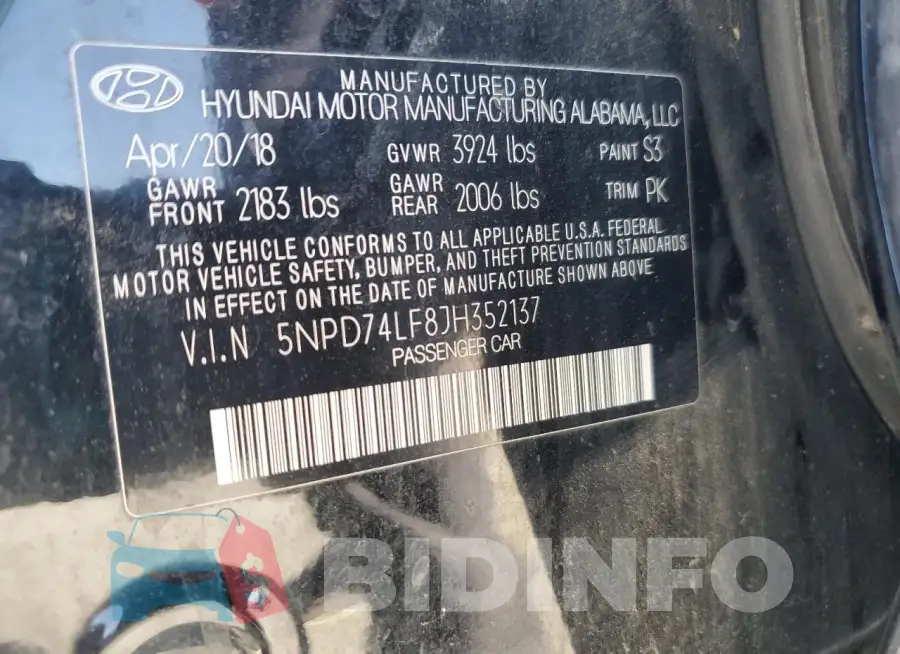 MANUFACTURED BY
HYUNDAI MOTOR MANUFACTURING ALABAMA, LLC
Apr/20/18 GVWR 3924 lbs PAINT S3
GAWR FRONT 2183 lbs GAWR REAR 2006 lbs TRIM PK
THIS VEHICLE CONFORMS TO ALL APPLICABLE U.S.A. FEDERAL
MOTOR VEHICLE SAFETY, BUMPER, AND THEFT PREVENTION STANDARDS
IN EFFECT ON THE DATE OF MANUFACTURE SHOWN ABOVE
V.I.N 5NPD74LF8JH352137
PASSENGER CAR
BIDINFO